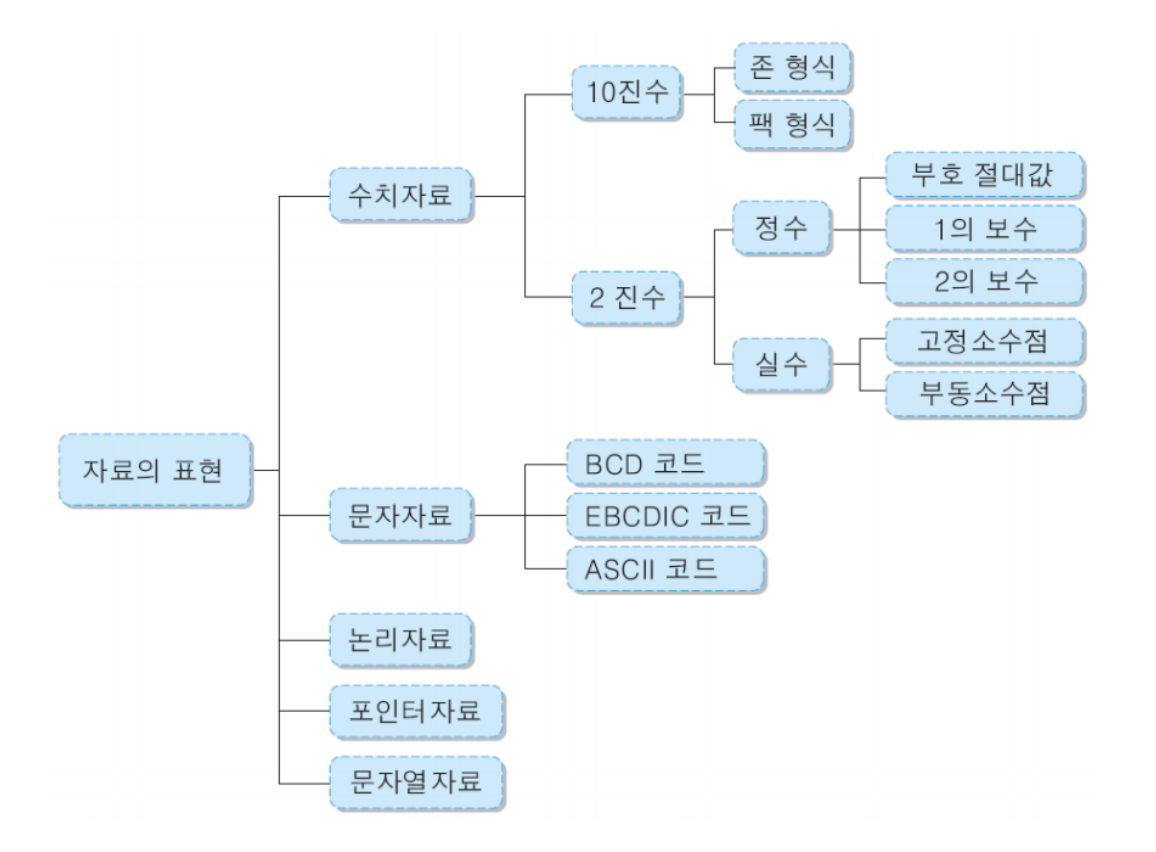 자료의 표현
수치자료
10진수
존 형식
팩 형식
2 진수
정수
부호 절대값
1의 보수
2의 보수
실수
고정소수점
부동소수점
문자자료
BCD 코드
EBCDIC 코드
ASCII 코드
논리자료
포인터자료
문자열자료